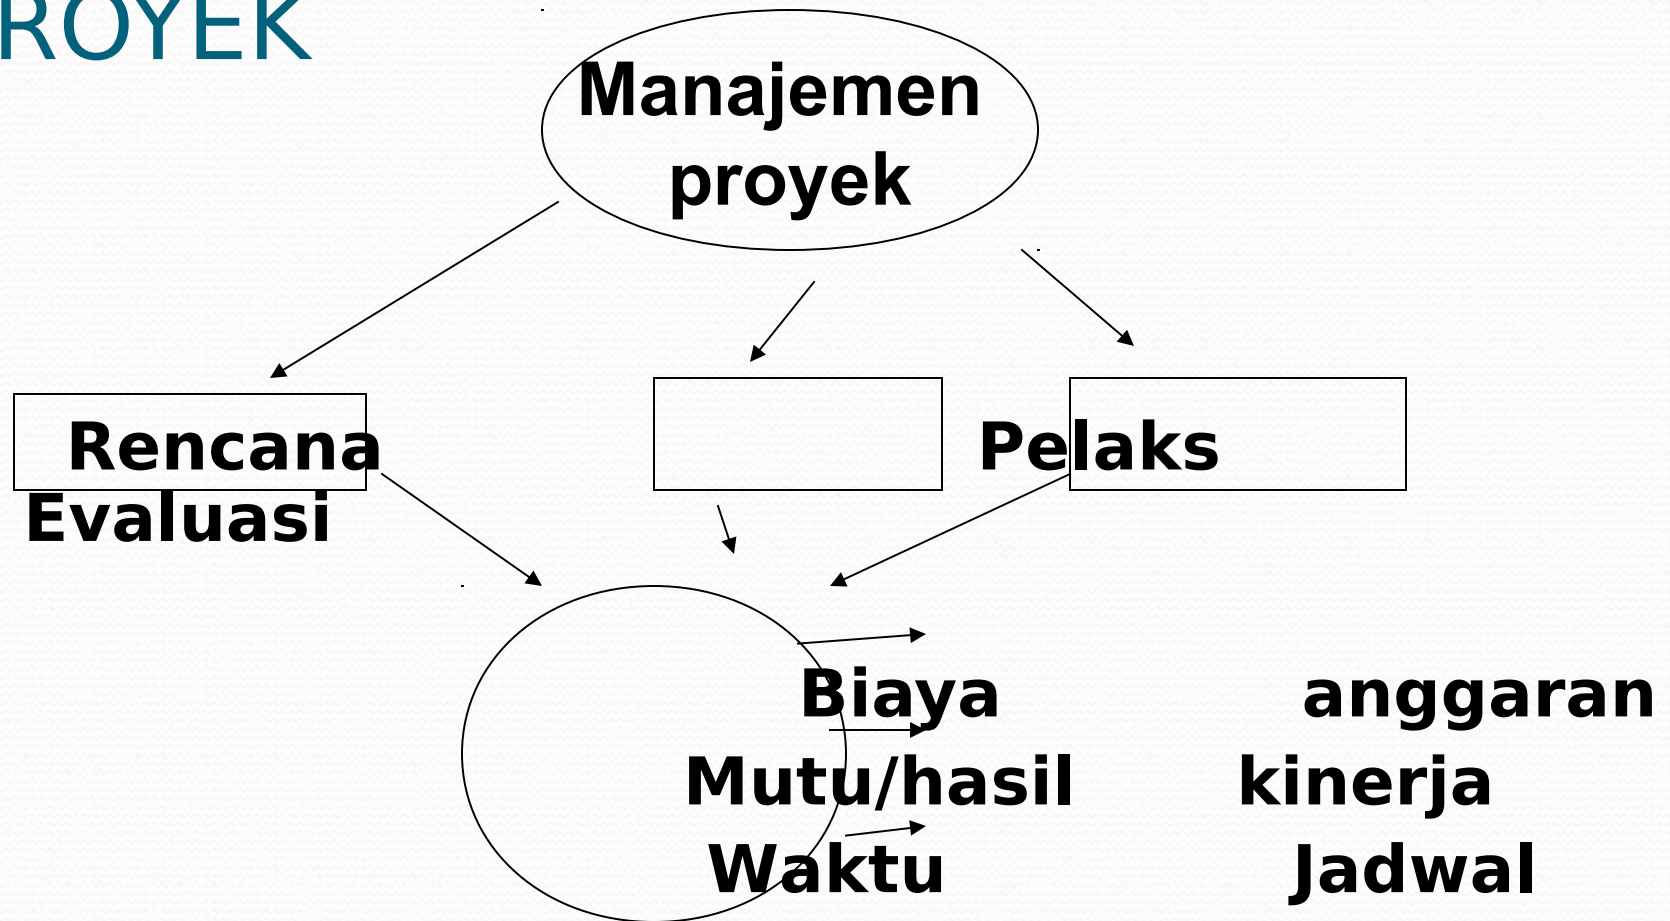 ROYEK
Manajemen
proyek
Rencana Pelaks
Evaluasi
Biaya anggaran
Mutu/hasil kinerja
Waktu Jadwal